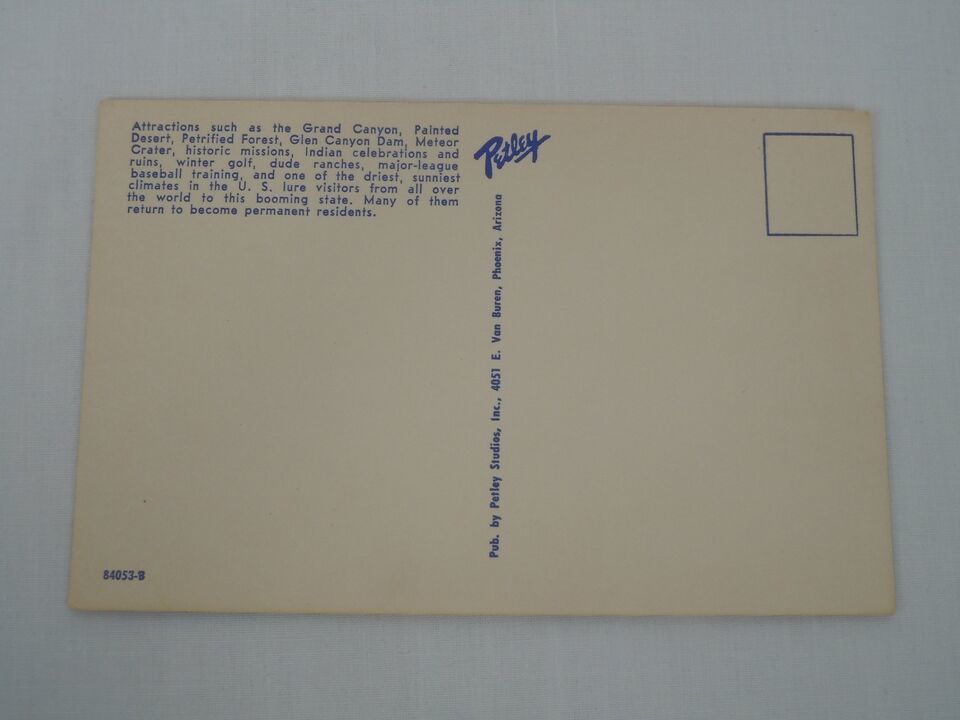 Attractions such as the Grand Canyon, Painted
Desert, Petrified Forest, Glen Canyon Dam, Meteor
Crater, historic missions, Indian celebrations and
ruins, winter golf, dude ranches, major-league
baseball training, and one of the driest, sunniest
climates in the U. S. lure visitors from all over
the world to this booming state. Many of them
return to become permanent residents.
Petley
Pub. by Petley Studios, Inc., 4051 E. Van Buren, Phoenix, Arizona
84053-B